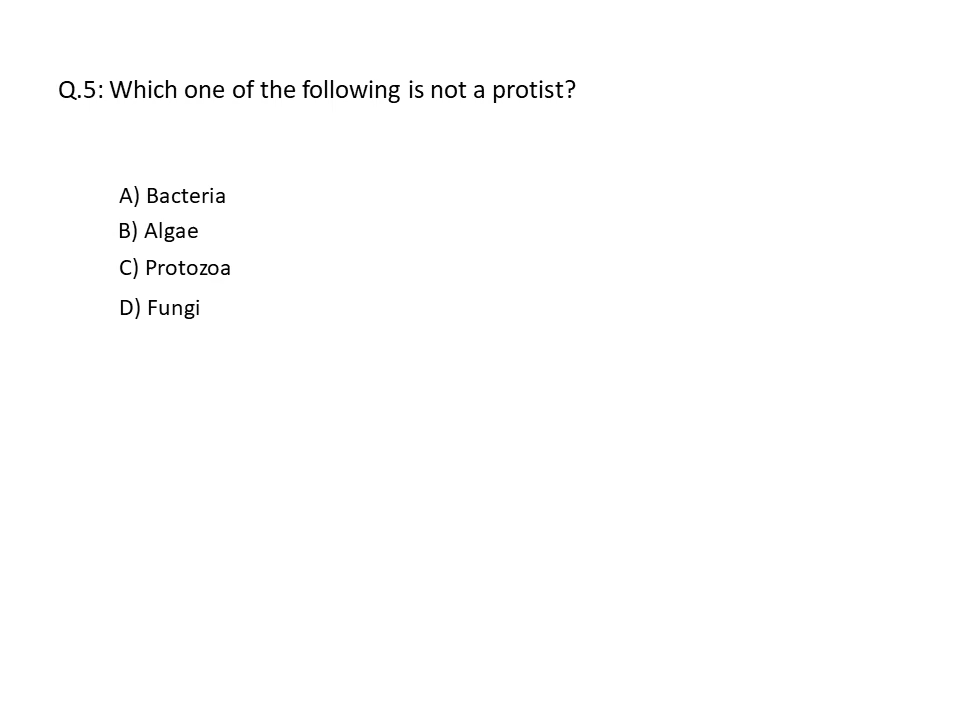 Q.5: Which one of the following is not a protist?
A) Bacteria
B) Algae
C) Protozoa
D) Fungi